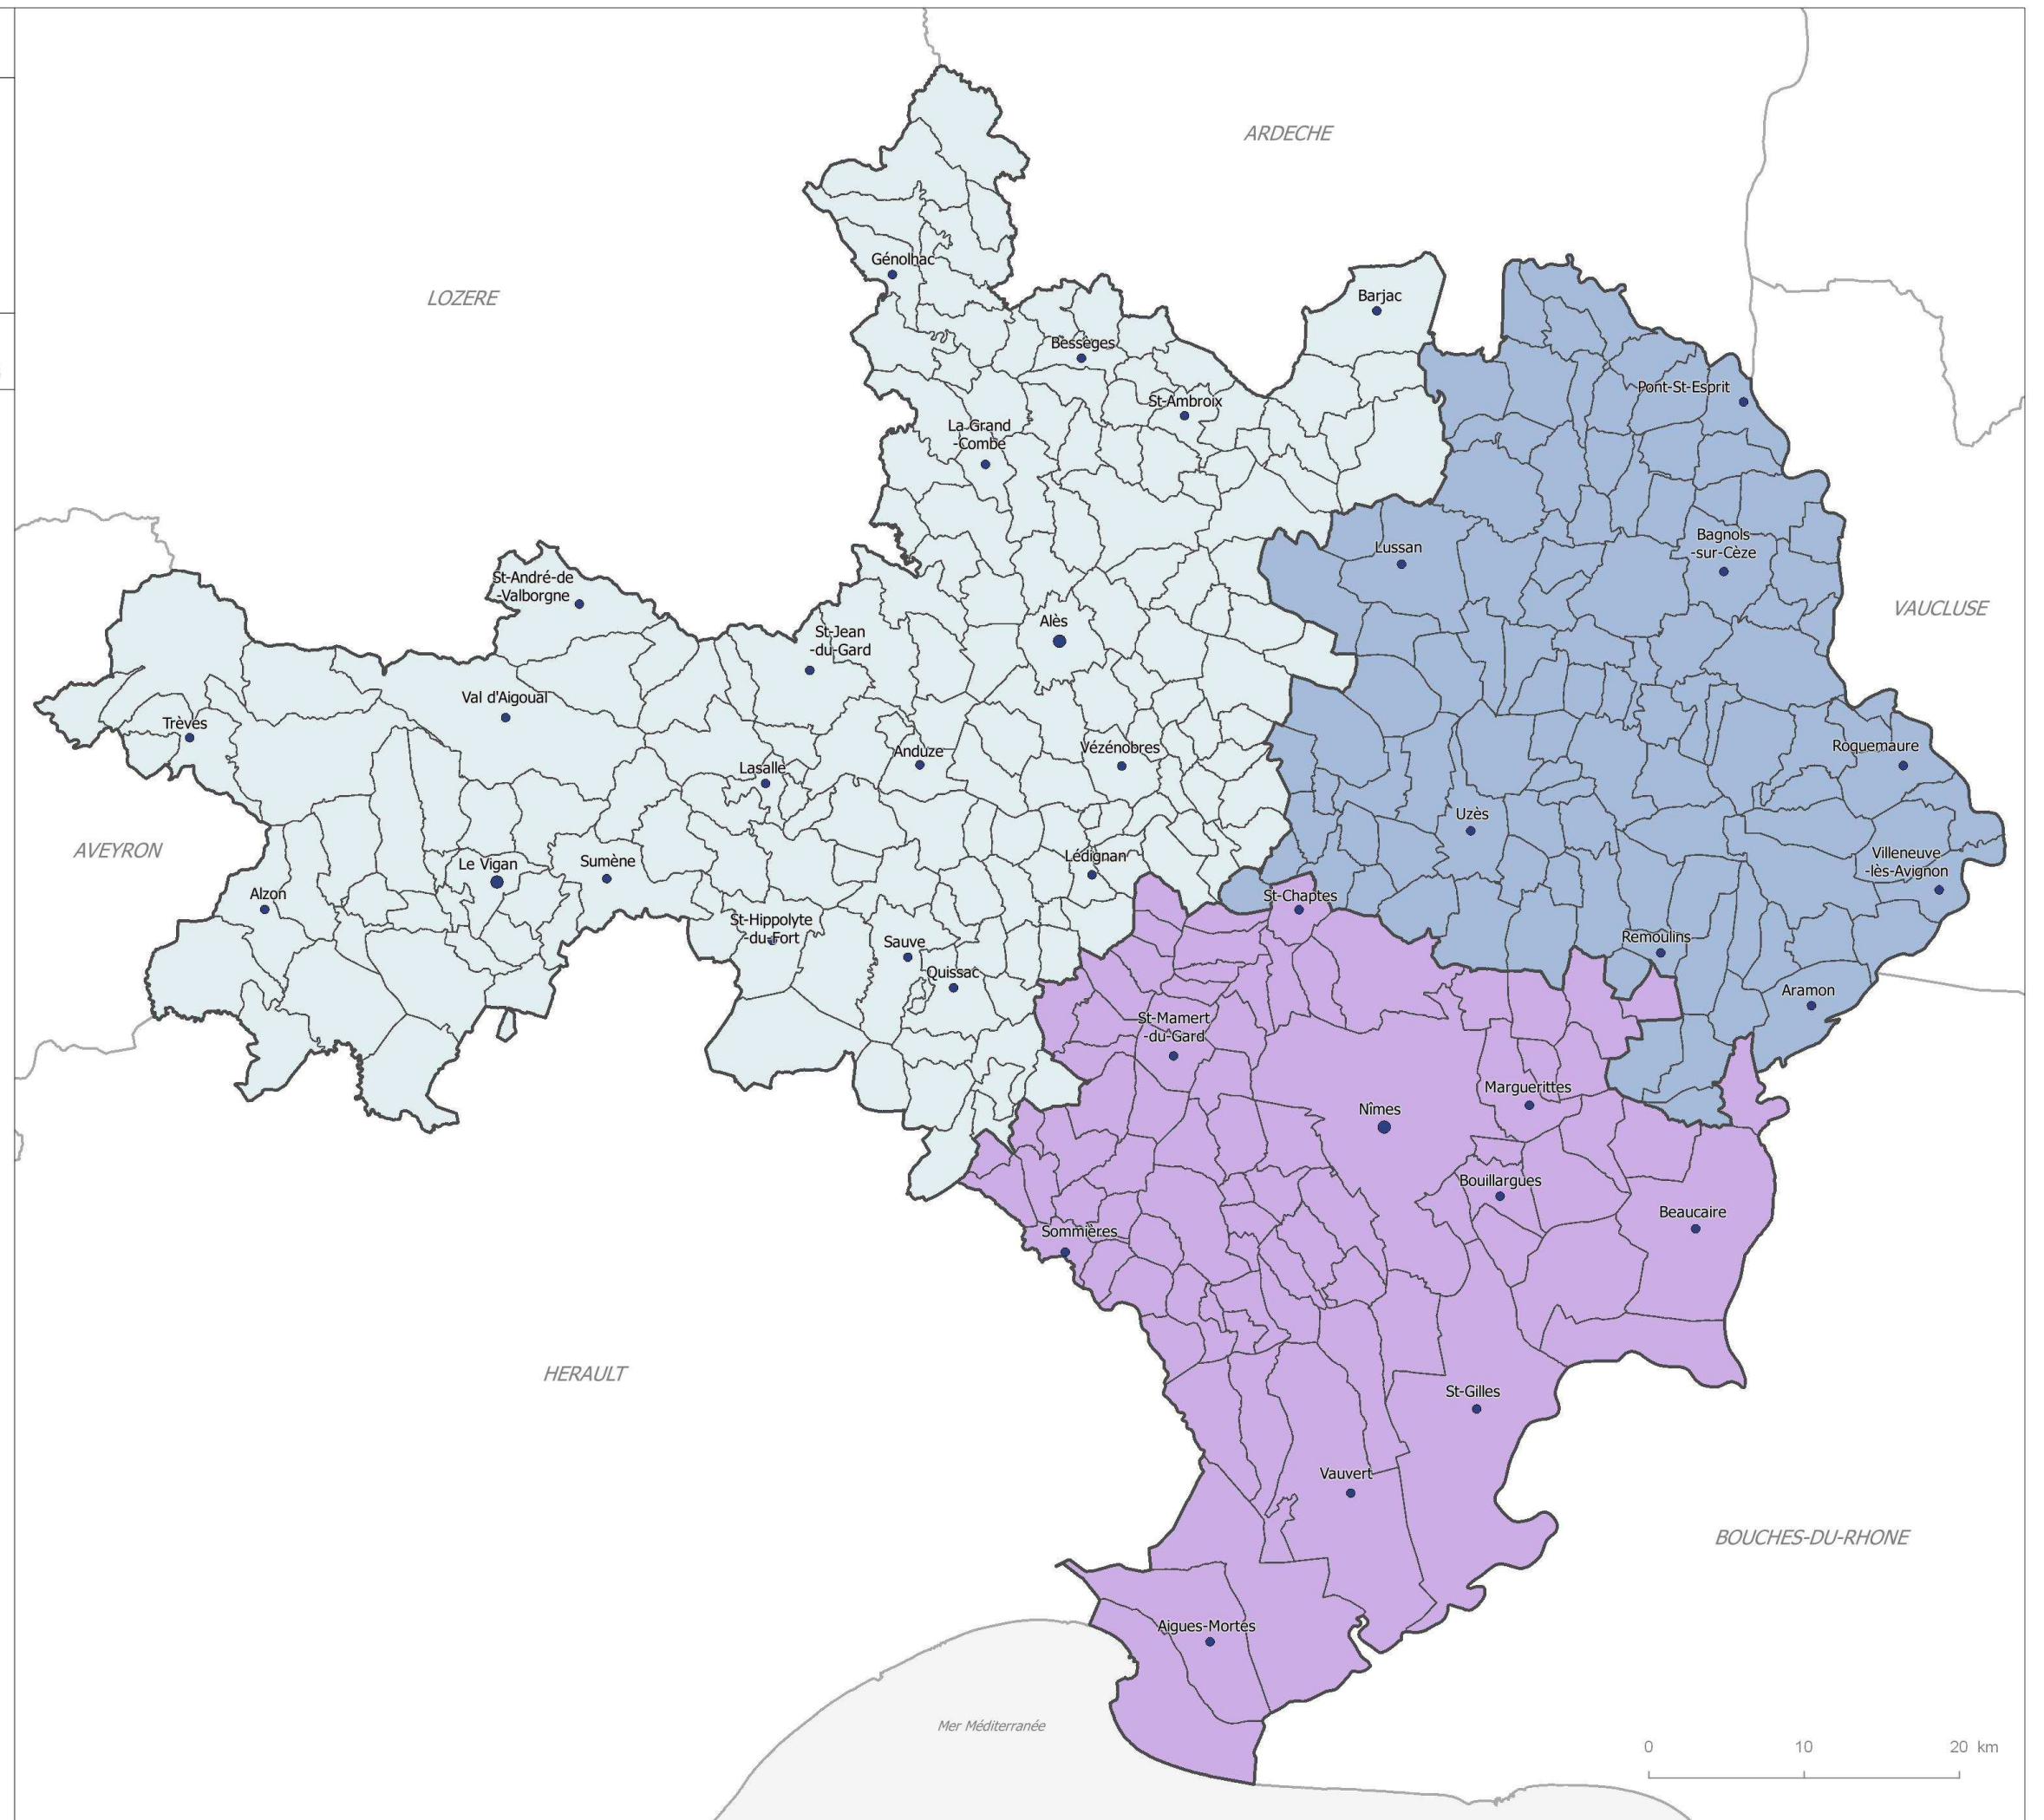 ARDECHE
Génolhac
LOZERE
Barjac
Bessèges
Pont-St-Esprit
St-Ambroix
La Grand
-Combe
Bagnols
-sur-Cèze
Lussan
St-André-de
-Valborgne
VAUCLUSE
Alès
St-Jean
-du-Gard
Val d'Aigoual
Trèves
Roquemaure
Vézénobres
Anduze
Lasalle
Uzès
AVEYRON
Villeneuve
-lès-Avignon
Lédignan
Sumène
Le Vigan
Alzon
St-Chaptes
St-Hippolyte
-du-Fort
Sauve
Remoulins
Quissac
Aramon
St-Mamert
-du-Gard
Marguerittes
Nîmes
Bouillargues
Beaucaire
Sommières
HERAULT
St-Gilles
Vauvert
BOUCHES-DU-RHONE
Aigues-Mortes
Mer Méditerranée
0 10 20 km